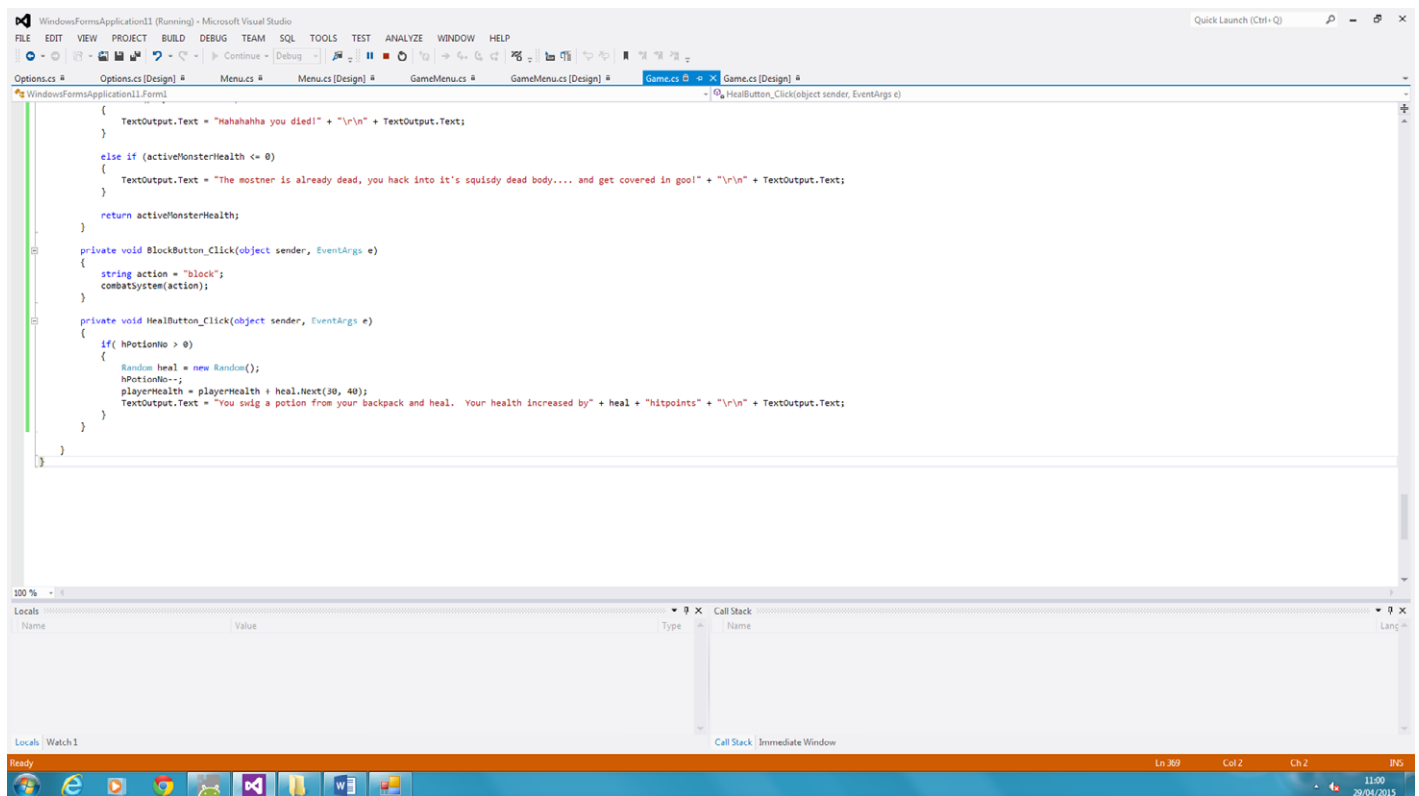 WindowsFormsApplication11 (Running) - Microsoft Visual Studio
Quick Launch (Ctrl+Q)
FILE EDIT VIEW PROJECT BUILD DEBUG TEAM SQL TOOLS TEST ANALYZE WINDOW HELP
Continue Debug
Options.cs Options.cs [Design] Menu.cs Menu.cs [Design] GameMenu.cs GameMenu.cs [Design] Game.cs Game.cs [Design]
WindowsFormsApplication11.Form1 HealButton_Click(object sender, EventArgs e)
{
TextOutput.Text = "Hahahahha you died!" + "\r\n" + TextOutput.Text;
}
else if (activeMonsterHealth <= 0)
{
TextOutput.Text = "The mostner is already dead, you hack into it's squisdy dead body.... and get covered in goo!" + "\r\n" + TextOutput.Text;
}
return activeMonsterHealth;
}
private void BlockButton_Click(object sender, EventArgs e)
{
string action = "block";
combatSystem(action);
}
private void HealButton_Click(object sender, EventArgs e)
{
if( hPotionNo > 0)
{
Random heal = new Random();
hPotionNo--;
playerHealth = playerHealth + heal.Next(30, 40);
TextOutput.Text = "You swig a potion from your backpack and heal.  Your health increased by" + heal + "hitpoints" + "\r\n" + TextOutput.Text;
}
}
}
}
100 %
Locals
Call Stack
Name Value Type
Name Lang
Locals Watch 1
Call Stack Immediate Window
Ready Ln 369 Col 2 Ch 2 INS
11:00
29/04/2015